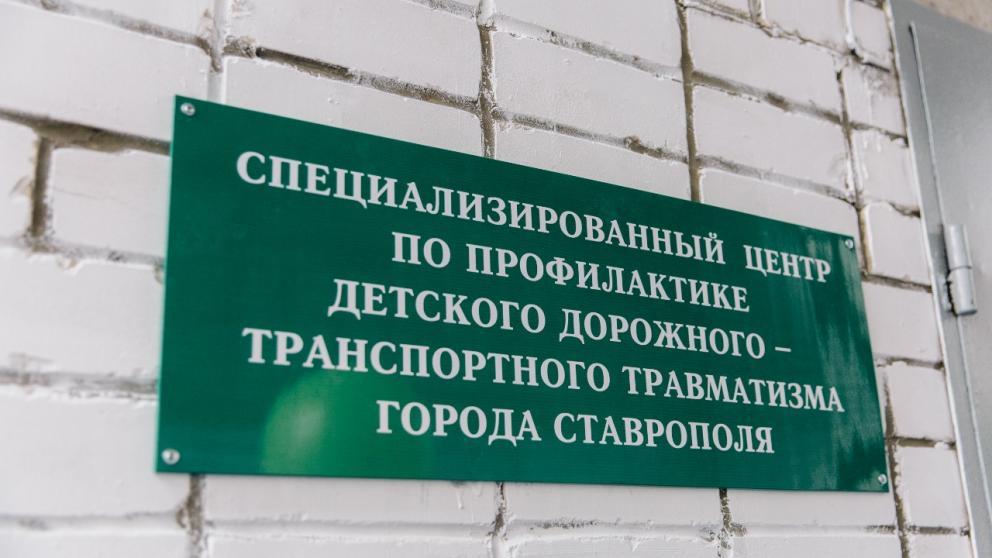 СПЕЦИАЛИЗИРОВАННЫЙ ЦЕНТР
ПО ПРОФИЛАКТИКЕ
ДЕТСКОГО ДОРОЖНОГО –
ТРАНСПОРТНОГО ТРАВМАТИЗМА
ГОРОДА СТАВРОПОЛЯ